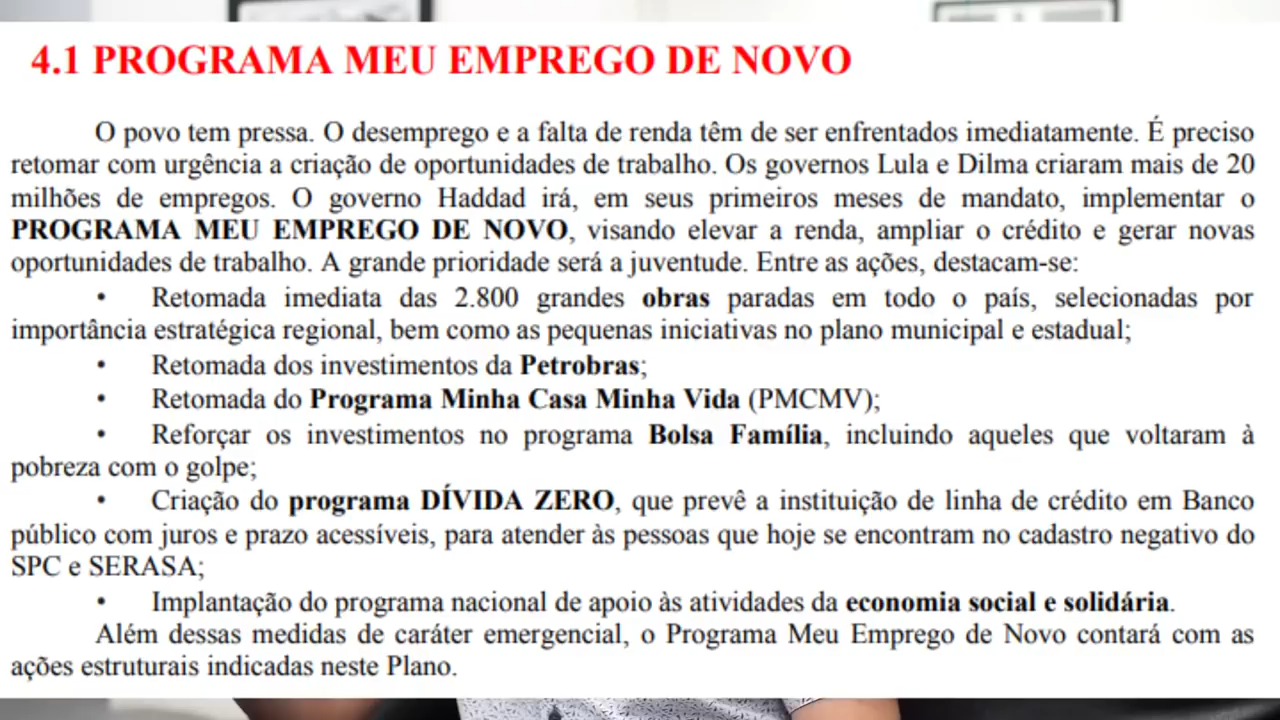 4.1 PROGRAMA MEU EMPREGO DE NOVO
O povo tem pressa. O desemprego e a falta de renda têm de ser enfrentados imediatamente. É preciso
retomar com urgência a criação de oportunidades de trabalho. Os governos Lula e Dilma criaram mais de 20
milhões de empregos. O governo Haddad irá, em seus primeiros meses de mandato, implementar o
PROGRAMA MEU EMPREGO DE NOVO, visando elevar a renda, ampliar o crédito e gerar novas
oportunidades de trabalho. A grande prioridade será a juventude. Entre as ações, destacam-se:
• Retomada imediata das 2.800 grandes obras paradas em todo o país, selecionadas por
importância estratégica regional, bem como as pequenas iniciativas no plano municipal e estadual;
• Retomada dos investimentos da Petrobras;
• Retomada do Programa Minha Casa Minha Vida (PMCMV);
• Reforçar os investimentos no programa Bolsa Família, incluindo aqueles que voltaram à
pobreza com o golpe;
• Criação do programa DÍVIDA ZERO, que prevê a instituição de linha de crédito em Banco
público com juros e prazo acessíveis, para atender às pessoas que hoje se encontram no cadastro negativo do
SPC e SERASA;
• Implantação do programa nacional de apoio às atividades da economia social e solidária.
Além dessas medidas de caráter emergencial, o Programa Meu Emprego de Novo contará com as
ações estruturais indicadas neste Plano.